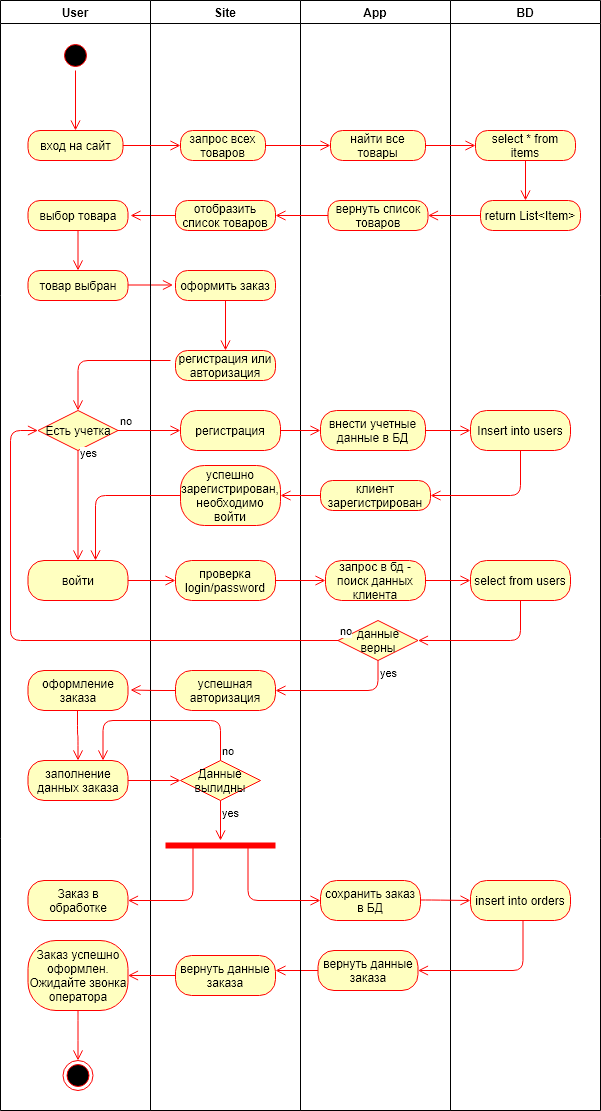 User
Site
App
BD
вход на сайт
запрос всех
товаров
найти все
товары
select * from
items
выбор товара
отобразить
список товаров
вернуть список
товаров
return List<Item>
товар выбран
оформить заказ
регистрация или
авторизация
Есть учетка
no
yes
регистрация
внести учетные
данные в БД
Insert into users
успешно
зарегистрирован,
необходимо
войти
клиент
зарегистрирован
войти
проверка
login/password
запрос в бд -
поиск данных
клиента
select from users
no
данные
верны
yes
оформление
заказа
успешная
авторизация
no
заполнение
данных заказа
Данные
вылидны
yes
Заказ в
обработке
сохранить заказ
в БД
insert into orders
Заказ успешно
оформлен.
Ожидайте звонка
оператора
вернуть данные
заказа
вернуть данные
заказа